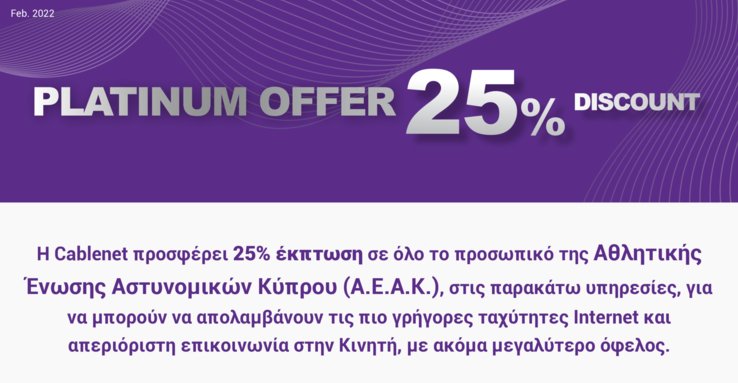 Feb. 2022
PLATINUM OFFER 25% DISCOUNT
Η Cablenet προσφέρει 25% έκπτωση σε όλο το προσωπικό της Αθλητικής
Ένωσης Αστυνομικών Κύπρου (Α.Ε.Α.Κ.), στις παρακάτω υπηρεσίες, για
να μπορούν να απολαμβάνουν τις πιο γρήγορες ταχύτητες Internet και
απεριόριστη επικοινωνία στην Κινητή, με ακόμα μεγαλύτερο όφελος.